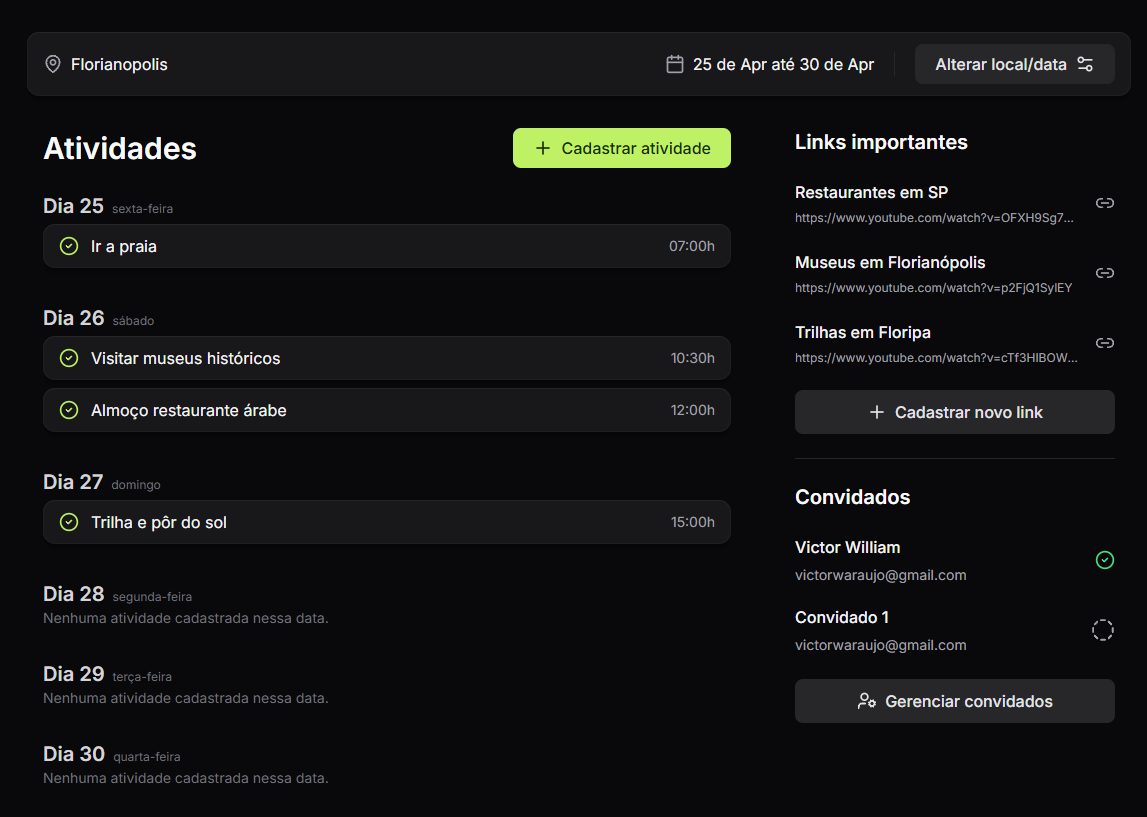 Florianopolis
25 de Apr até 30 de Apr
Alterar local/data
Atividades
Cadastrar atividade
Dia 25 sexta-feira
Ir a praia 07:00h
Dia 26 sábado
Visitar museus históricos 10:30h
Almoço restaurante árabe 12:00h
Dia 27 domingo
Trilha e pôr do sol 15:00h
Dia 28 segunda-feira
Nenhuma atividade cadastrada nessa data.
Dia 29 terça-feira
Nenhuma atividade cadastrada nessa data.
Dia 30 quarta-feira
Nenhuma atividade cadastrada nessa data.
Links importantes
Restaurantes em SP
https://www.youtube.com/watch?v=OFXH9Sg7...
Museus em Florianópolis
https://www.youtube.com/watch?v=p2FjQ1SyIEY
Trilhas em Floripa
https://www.youtube.com/watch?v=cTf3HIBOW...
Cadastrar novo link
Convidados
Victor William
victorwaraujo@gmail.com
Convidado 1
victorwaraujo@gmail.com
Gerenciar convidados